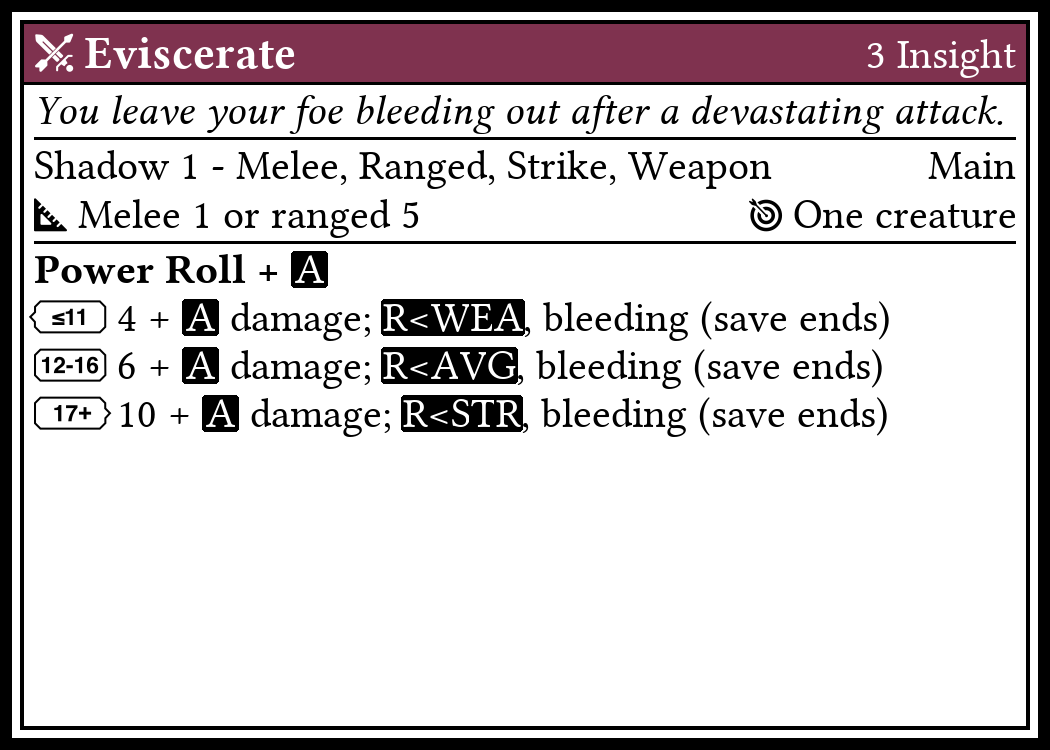 Eviscerate 3 Insight
You leave your foe bleeding out after a devastating attack.
Shadow 1 - Melee, Ranged, Strike, Weapon Main
Melee 1 or ranged 5 One creature
Power Roll + A
≤11 4 + A damage; R<WEA, bleeding (save ends)
12-16 6 + A damage; R<AVG, bleeding (save ends)
17+ 10 + A damage; R<STR, bleeding (save ends)